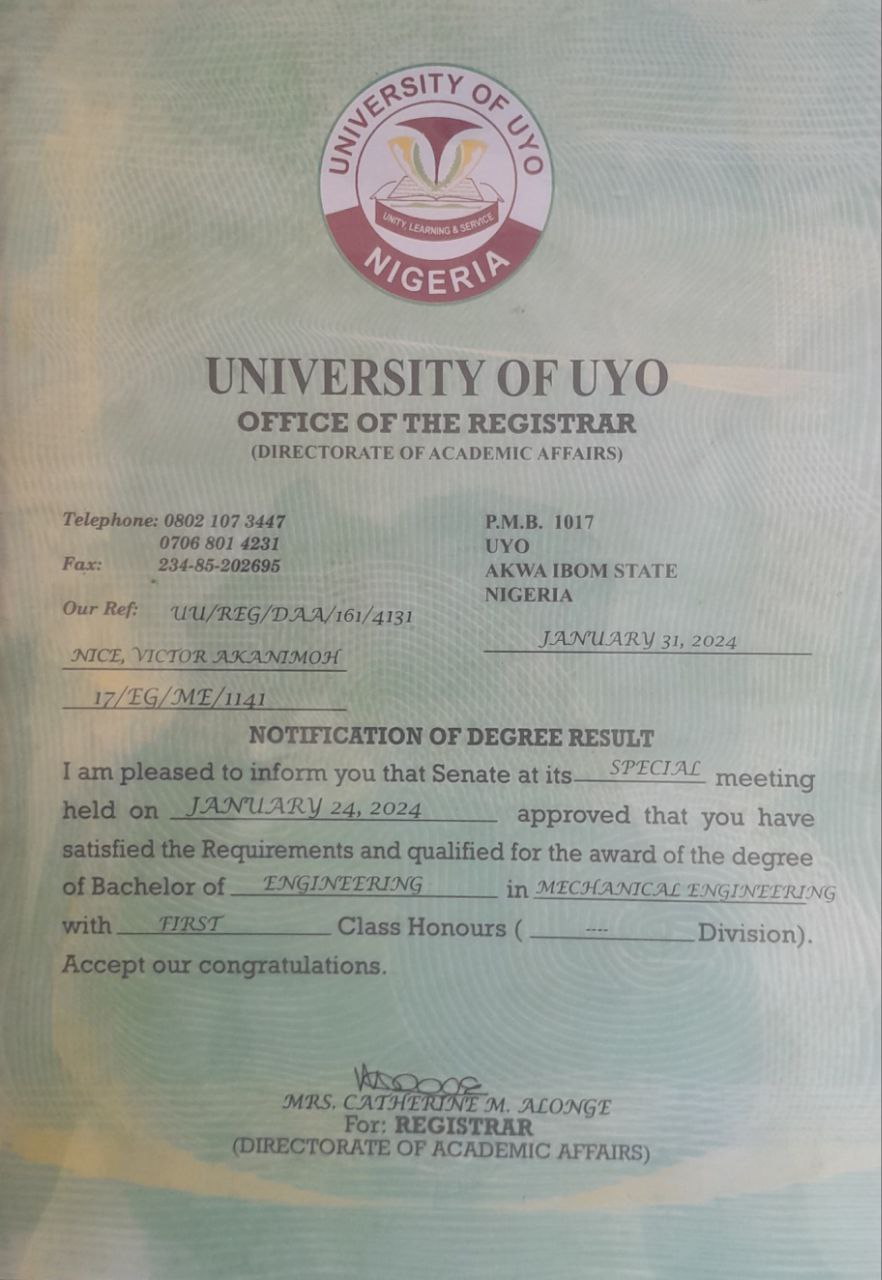 UNIVERSITY OF UYO
UNITY, LEARNING & SERVICE
NIGERIA
UNIVERSITY OF UYO
OFFICE OF THE REGISTRAR
(DIRECTORATE OF ACADEMIC AFFAIRS)
Telephone: 0802 107 3447
0706 801 4231
Fax: 234-85-202695
P.M.B. 1017
UYO
AKWA IBOM STATE
NIGERIA
Our Ref: UU/REG/DAA/161/4131
JANUARY 31, 2024
NICE, VICTOR AKANIMOH
17/EG/ME/1141
NOTIFICATION OF DEGREE RESULT
I am pleased to inform you that Senate at its SPECIAL meeting
held on JANUARY 24, 2024 approved that you have
satisfied the Requirements and qualified for the award of the degree
of Bachelor of ENGINEERING in MECHANICAL ENGINEERING
with FIRST Class Honours ( ---- Division).
Accept our congratulations.
MRS. CATHERINE M. ALONGE
For: REGISTRAR
(DIRECTORATE OF ACADEMIC AFFAIRS)